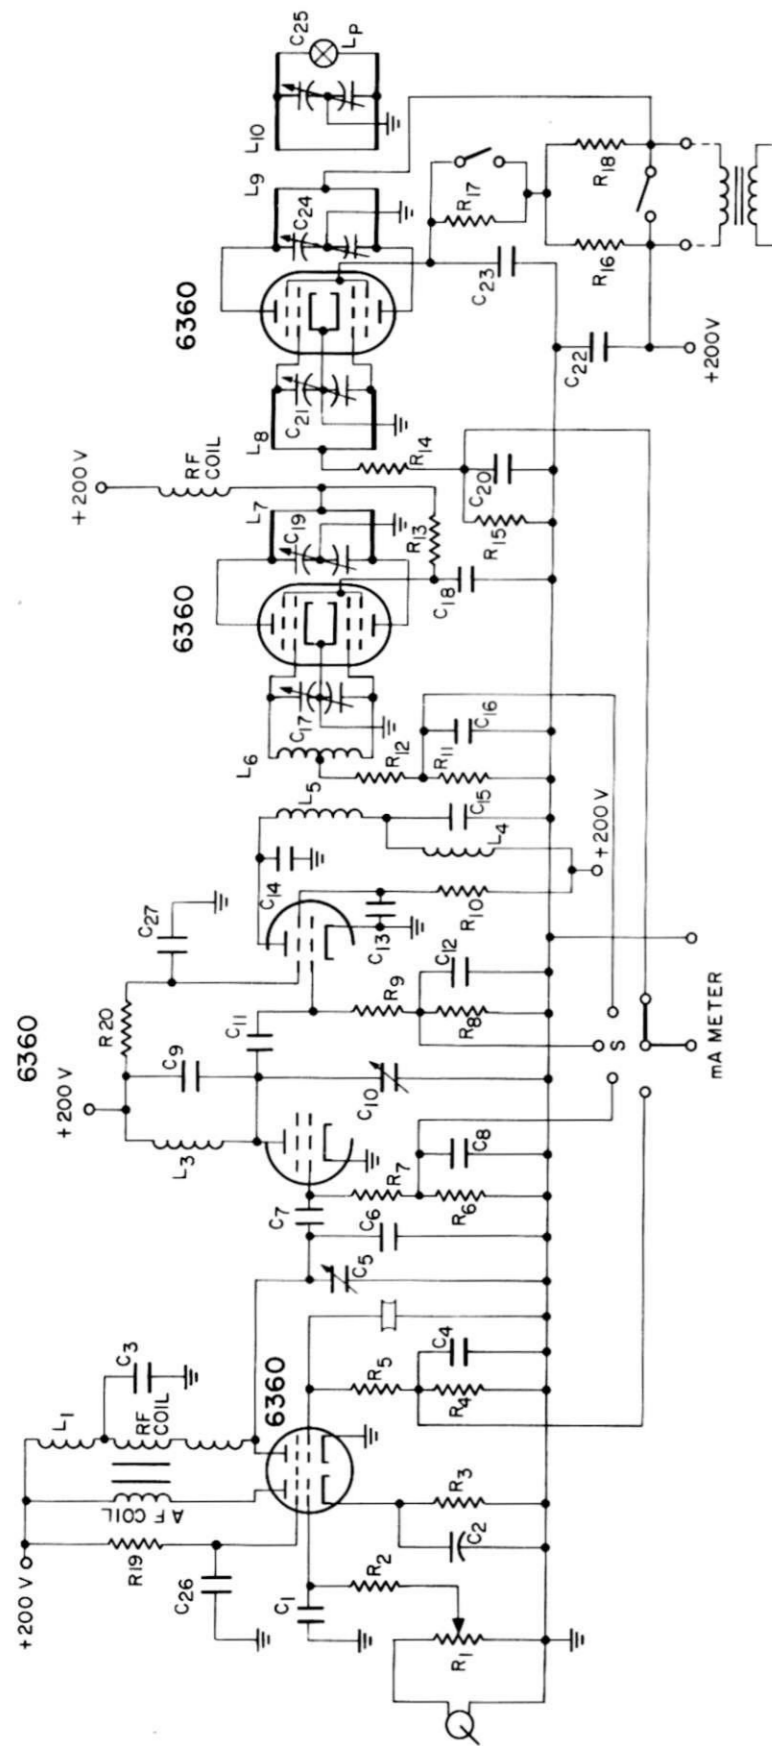 +200 V
L1
C3
RF
COIL
AF COIL
R19
C26
6360
C1
R2
R1
C2
R3
R5
R4
C4
C5
C6
C7
R7
R6
C8
6360
+200V
L3
C9
R20
C27
C11
C10
R9
R8
C12
C14
C13
R10
L5
L4
C15
+200V
S
mA METER
6360
L6
C17
R12
R11
C16
L7
C19
R13
C18
+200V
RF
COIL
6360
L8
C21
R14
R15
C20
L9
C24
L10
C25
LP
C23
R17
R16
R18
C22
+200V